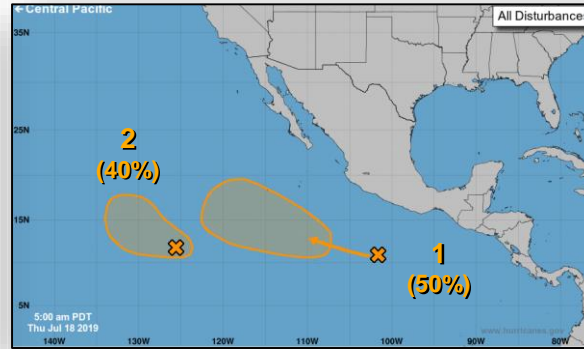 ← Central Pacific
All Disturbances
35N
25N
2
(40%)
15N
1
(50%)
5N
5:00 am PDT
Thu Jul 18 2019
www.hurricanes.gov
140W 130W 120W 110W 100W 90W 80W